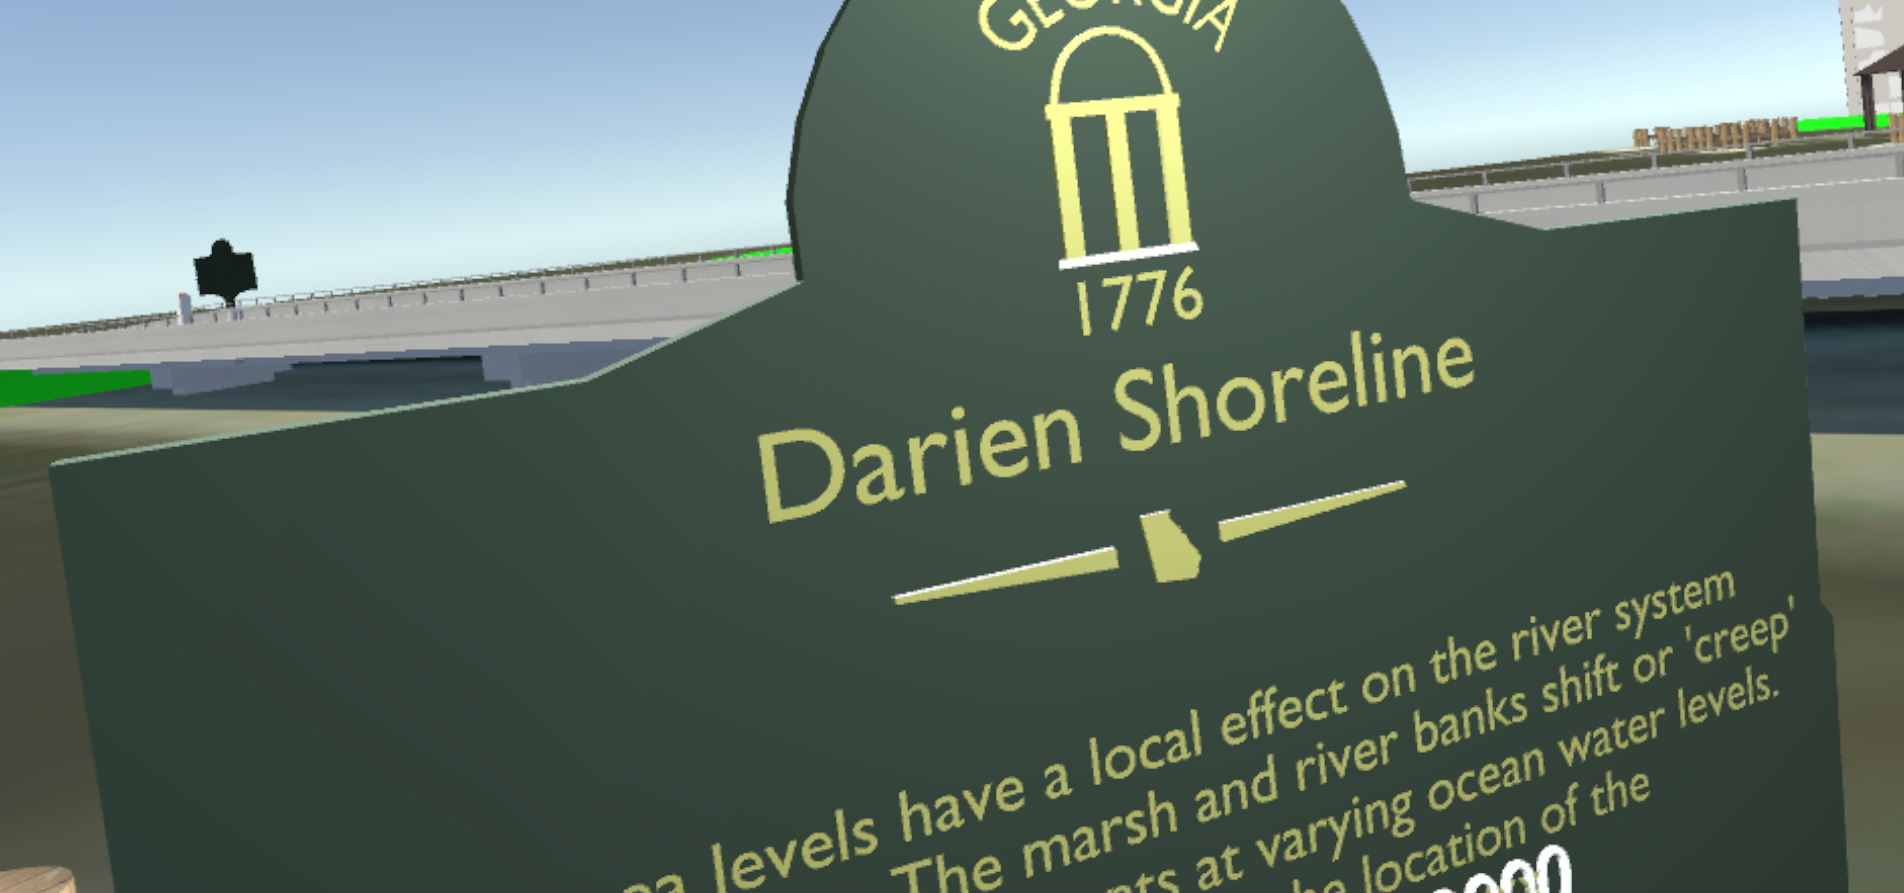 GEORGIA
1776
Darien Shoreline
levels have a local effect on the river system
The marsh and river banks shift or 'creep'
at varying ocean water levels.
location of the